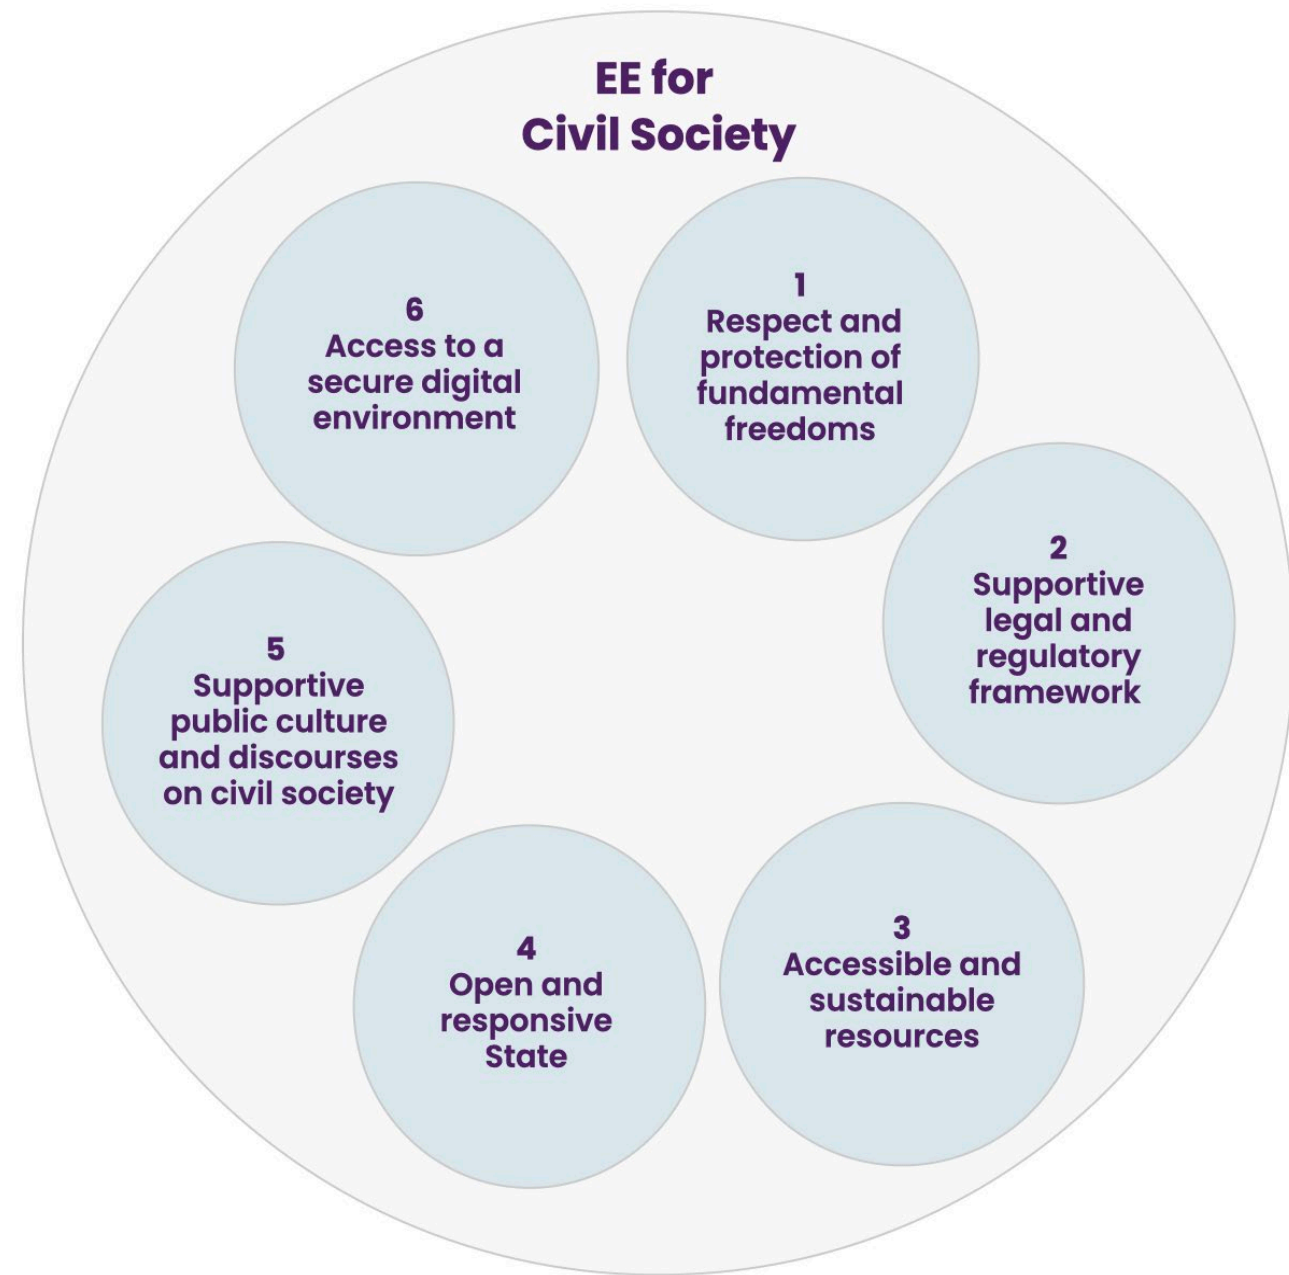 EE for
Civil Society
1
Respect and
protection of
fundamental
freedoms
2
Supportive
legal and
regulatory
framework
3
Accessible and
sustainable
resources
4
Open and
responsive
State
5
Supportive
public culture
and discourses
on civil society
6
Access to a
secure digital
environment